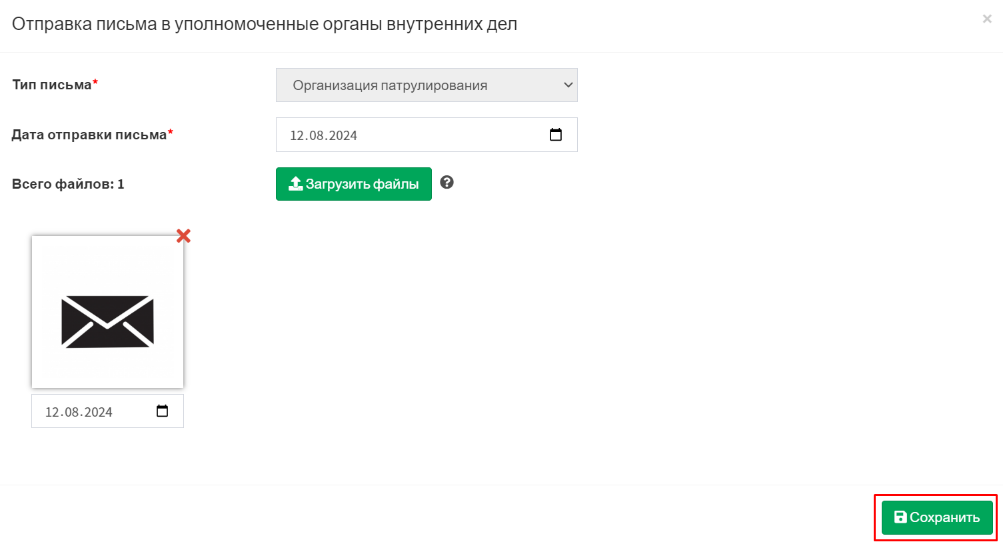 Отправка письма в уполномоченные органы внутренних дел
×
Тип письма*
Организация патрулирования
Дата отправки письма*
12.08.2024
Всего файлов: 1
Загрузить файлы
?
12.08.2024
Сохранить